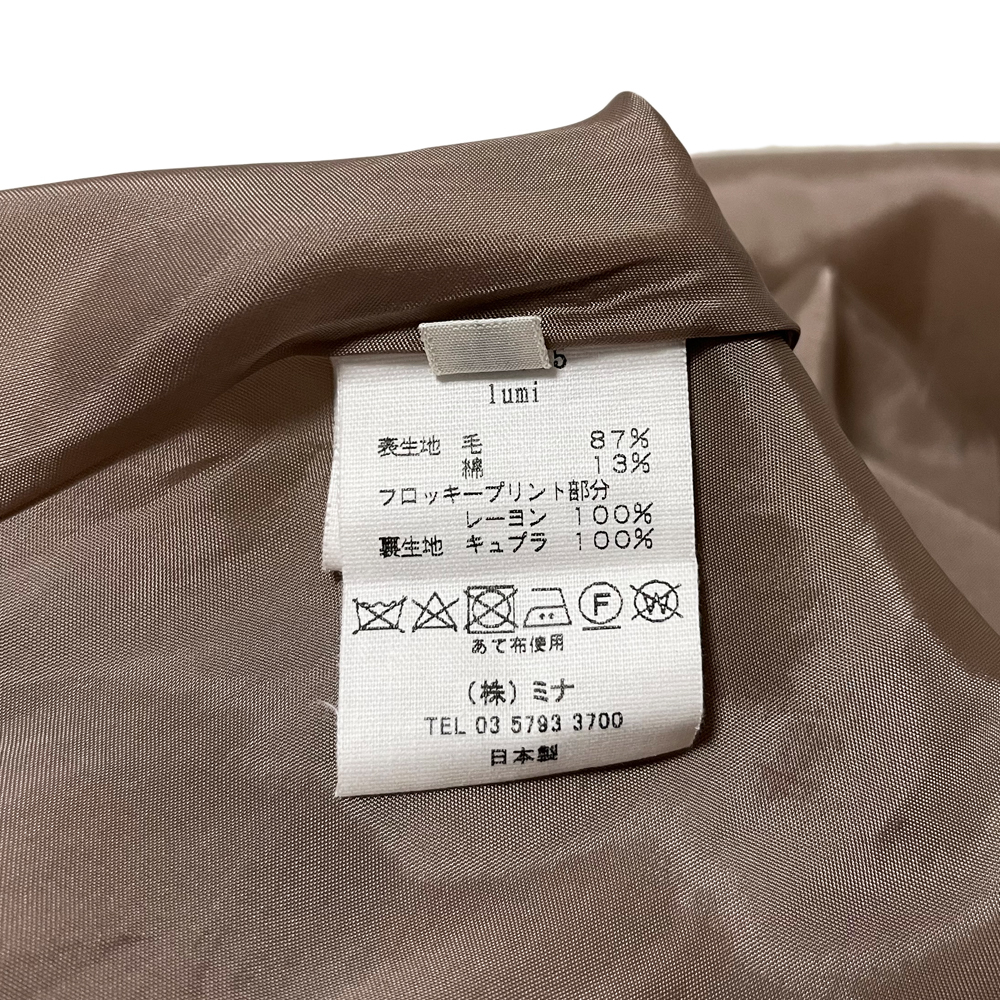 5
lumi
表生地 毛 87%
綿 13%
フロッキープリント部分
レーヨン 100%
裏生地 キュプラ 100%
F W
あて布使用
(株)ミナ
TEL 03 5793 3700
日本製